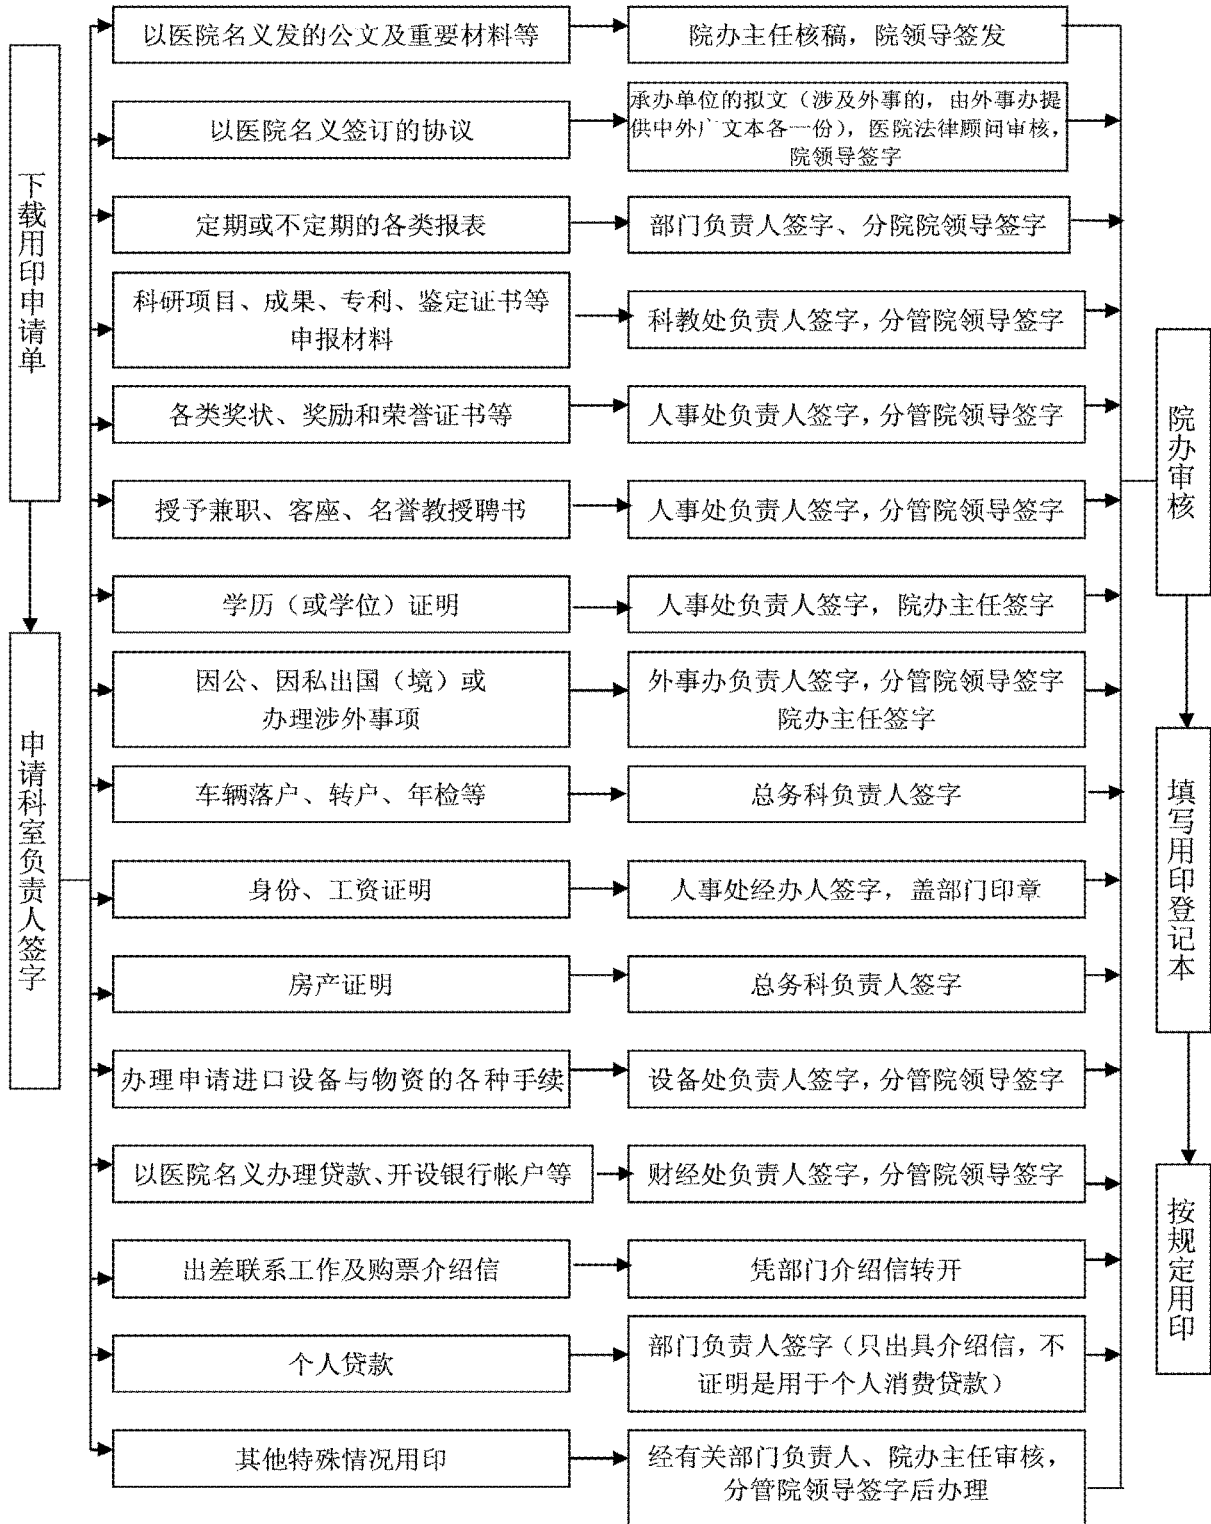 下载用印申请单
申请科室负责人签字
以医院名义发的公文及重要材料等
院办主任核稿，院领导签发
以医院名义签订的协议
承办单位的拟文（涉及外事的，由外事办提
供中外广文本各一份），医院法律顾问审核，
院领导签字
定期或不定期的各类报表
部门负责人签字、分院院领导签字
科研项目、成果、专利、鉴定证书等
申报材料
科教处负责人签字，分管院领导签字
各类奖状、奖励和荣誉证书等
人事处负责人签字，分管院领导签字
授予兼职、客座、名誉教授聘书
人事处负责人签字，分管院领导签字
学历（或学位）证明
人事处负责人签字，院办主任签字
因公、因私出国（境）或
办理涉外事项
外事办负责人签字，分管院领导签字
院办主任签字
车辆落户、转户、年检等
总务科负责人签字
身份、工资证明
人事处经办人签字，盖部门印章
房产证明
总务科负责人签字
办理申请进口设备与物资的各种手续
设备处负责人签字，分管院领导签字
以医院名义办理贷款、开设银行帐户等
财经处负责人签字，分管院领导签字
出差联系工作及购票介绍信
凭部门介绍信转开
个人贷款
部门负责人签字（只出具介绍信，不
证明是用于个人消费贷款）
其他特殊情况用印
经有关部门负责人、院办主任审核，
分管院领导签字后办理
院办审核
填写用印登记本
按规定用印